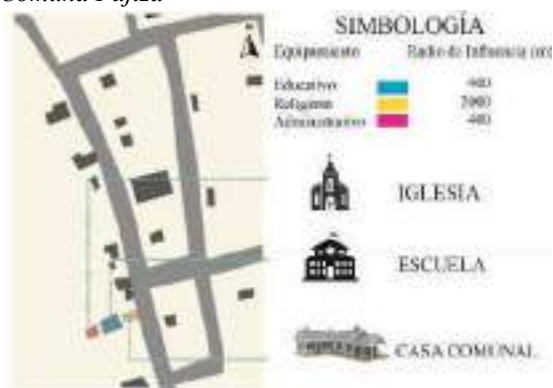 Comuna Pajiza
SIMBOLOGÍA
Equipamiento Radio de Influencia (m)
Educativo 400
Religioso 2000
Administrativo 400
IGLESIA
ESCUELA
CASA COMUNAL